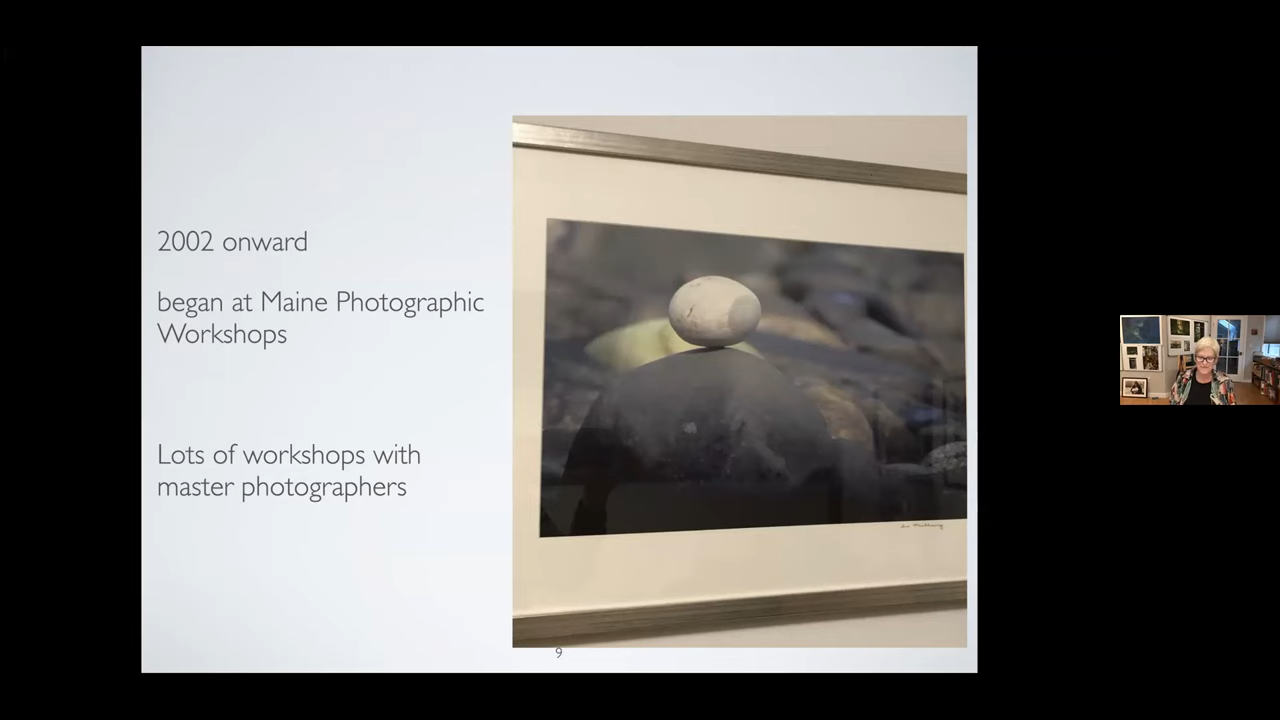 2002 onward
began at Maine Photographic
Workshops
Lots of workshops with
master photographers
9